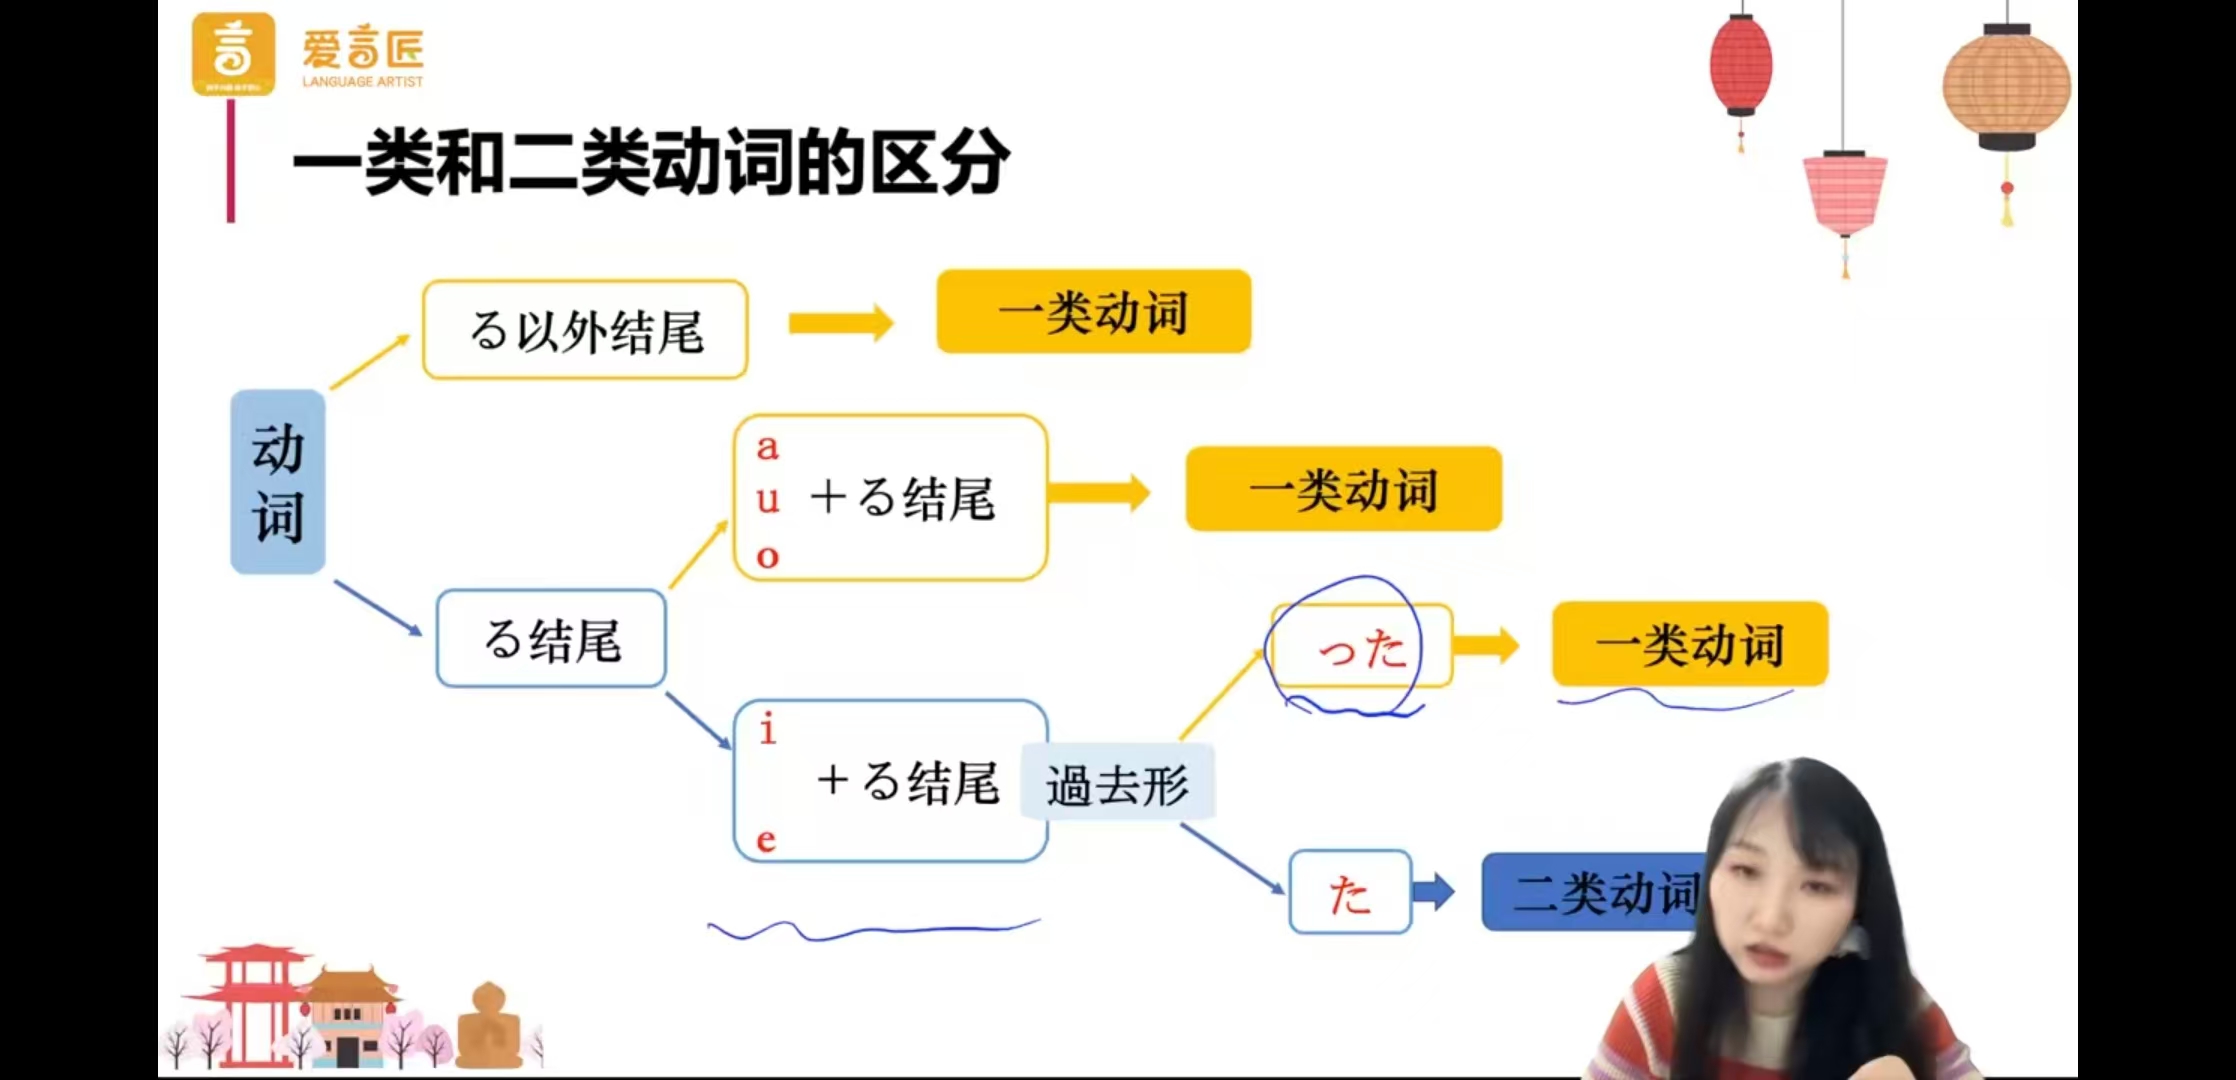 爱言匠
LANGUAGE ARTIST
一类和二类动词的区分
动词
る以外结尾
一类动词
a
u
o
+る结尾
一类动词
る结尾
i
e
+る结尾
過去形
った
一类动词
た
二类动词